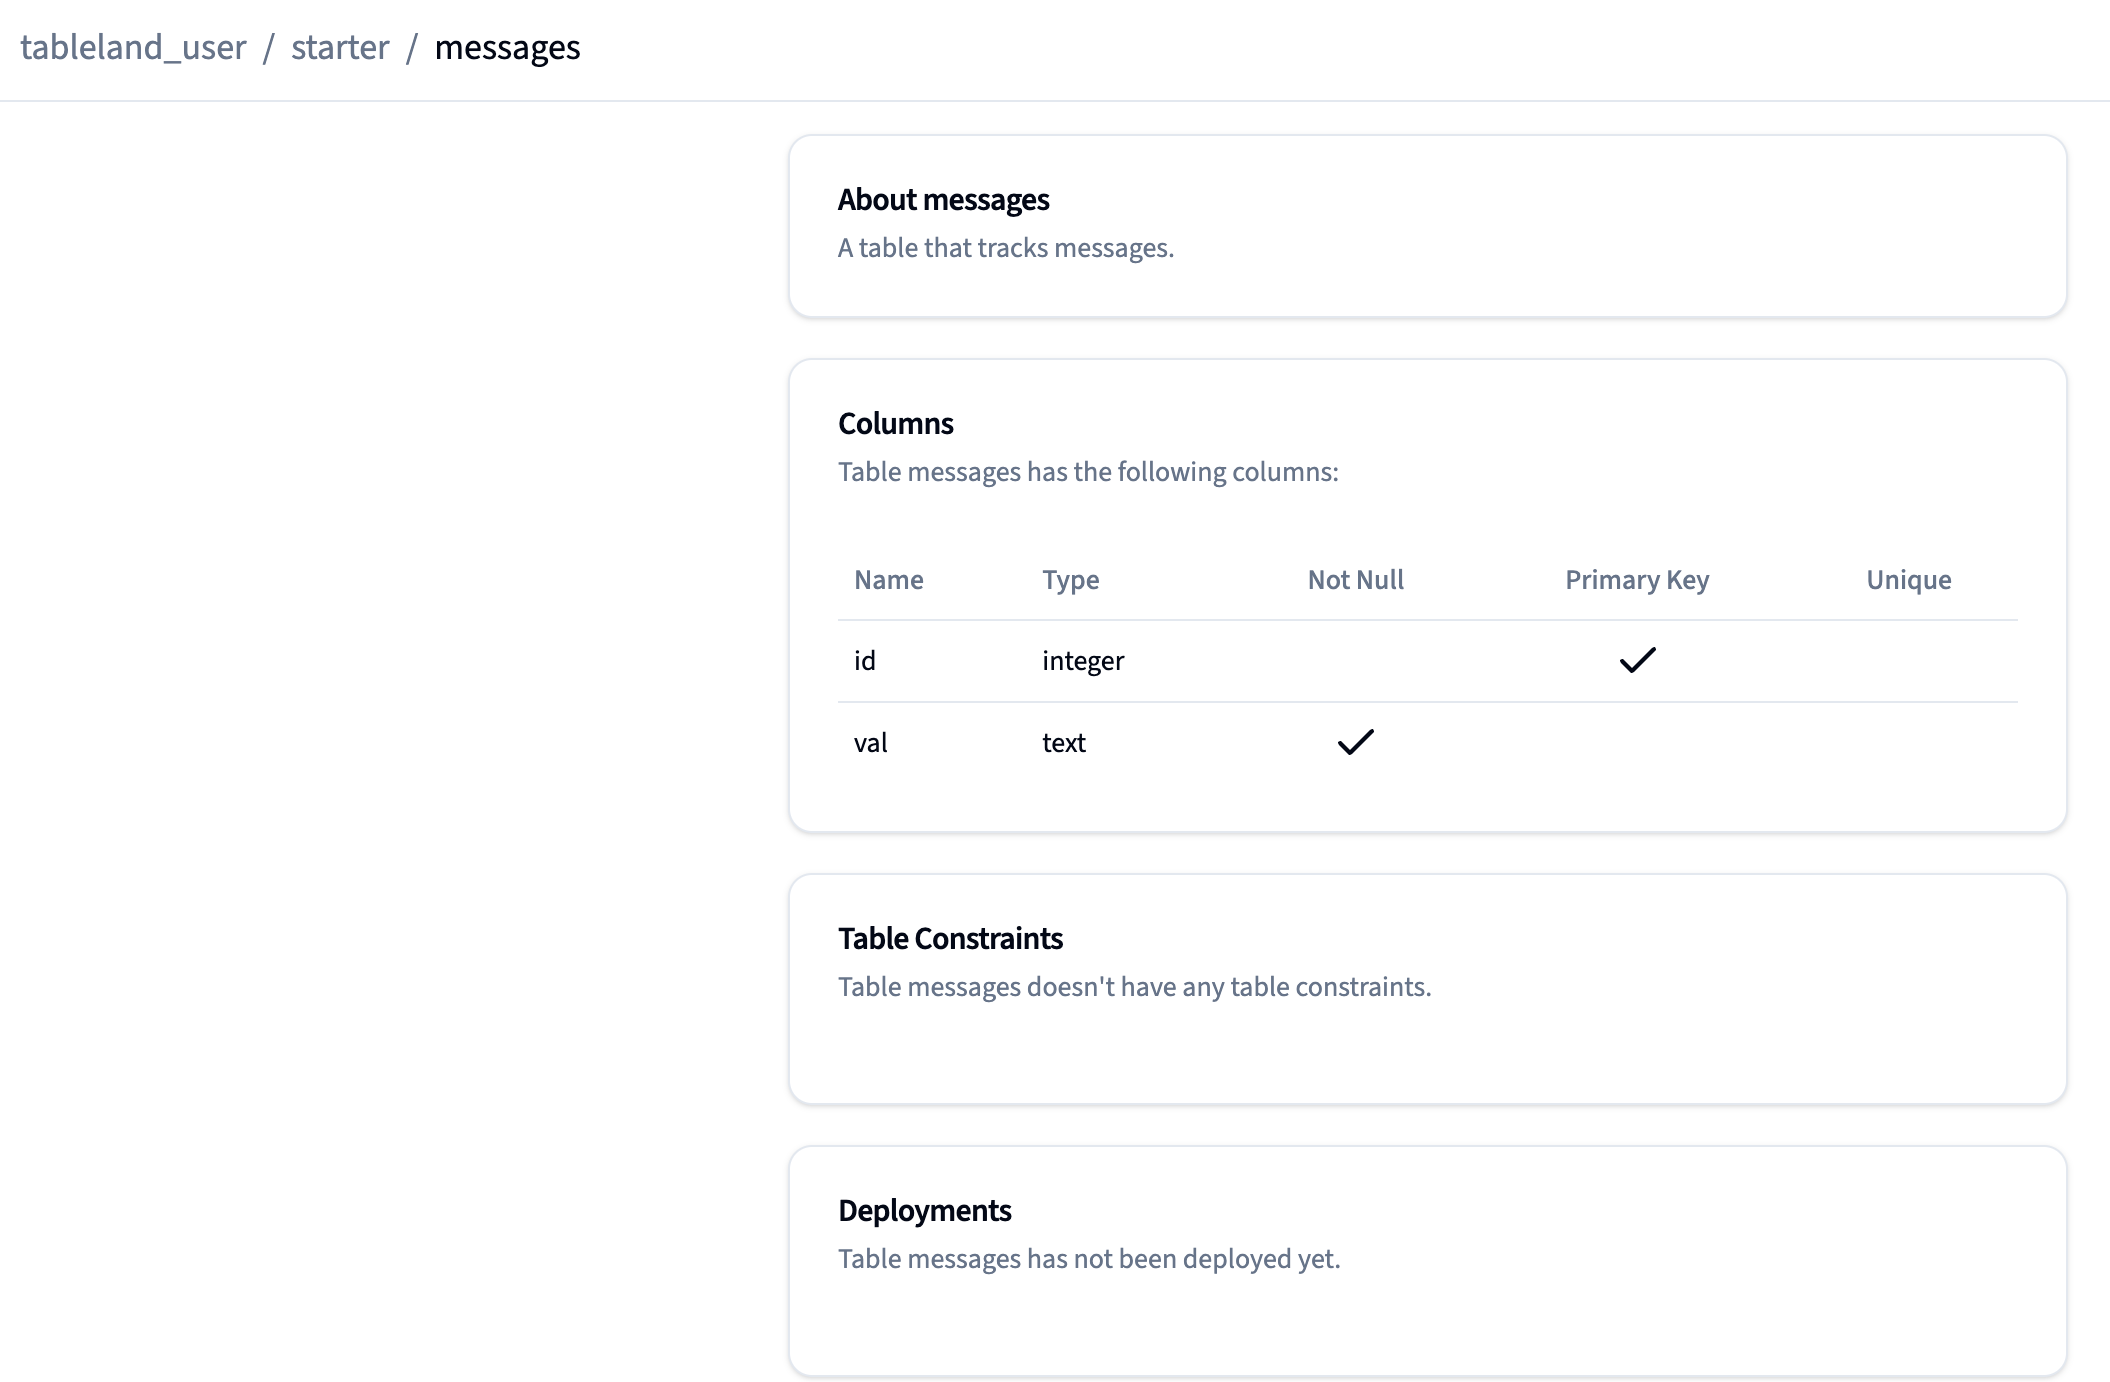 tableland_user / starter / messages
About messages
A table that tracks messages.
Columns
Table messages has the following columns:
Name Type Not Null Primary Key Unique
id integer
val text
Table Constraints
Table messages doesn't have any table constraints.
Deployments
Table messages has not been deployed yet.